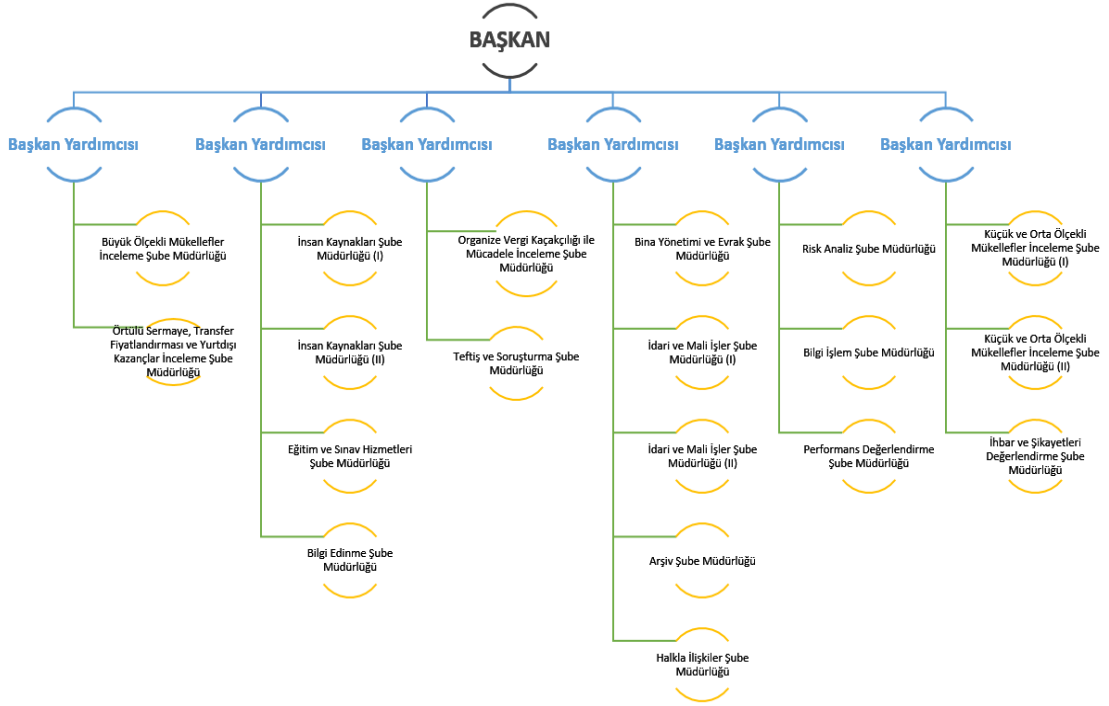 BAŞKAN
Başkan Yardımcısı
Büyük Ölçekli Mükellefler
İnceleme Şube Müdürlüğü
Örtülü Sermaye, Transfer
Fiyatlandırması ve Yurtdışı
Kazançlar İnceleme Şube
Müdürlüğü
Başkan Yardımcısı
İnsan Kaynakları Şube
Müdürlüğü (I)
İnsan Kaynakları Şube
Müdürlüğü (II)
Eğitim ve Sınav Hizmetleri
Şube Müdürlüğü
Bilgi Edinme Şube
Müdürlüğü
Başkan Yardımcısı
Organize Vergi Kaçakçılığı ile
Mücadele İnceleme Şube
Müdürlüğü
Teftiş ve Soruşturma Şube
Müdürlüğü
Başkan Yardımcısı
Bina Yönetimi ve Evrak Şube
Müdürlüğü
İdari ve Mali İşler Şube
Müdürlüğü (I)
İdari ve Mali İşler Şube
Müdürlüğü (II)
Arşiv Şube Müdürlüğü
Halkla İlişkiler Şube
Müdürlüğü
Başkan Yardımcısı
Risk Analiz Şube Müdürlüğü
Bilgi İşlem Şube Müdürlüğü
Performans Değerlendirme
Şube Müdürlüğü
Başkan Yardımcısı
Küçük ve Orta Ölçekli
Mükellefler İnceleme Şube
Müdürlüğü (I)
Küçük ve Orta Ölçekli
Mükellefler İnceleme Şube
Müdürlüğü (II)
İhbar ve Şikayetleri
Değerlendirme Şube
Müdürlüğü